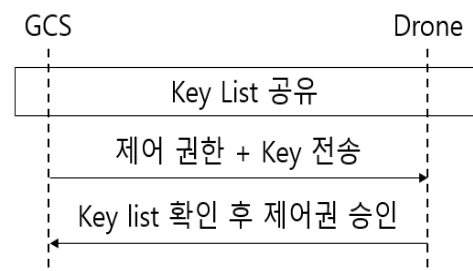 GCS
Drone
Key List 공유
제어 권한 + Key 전송
Key list 확인 후 제어권 승인